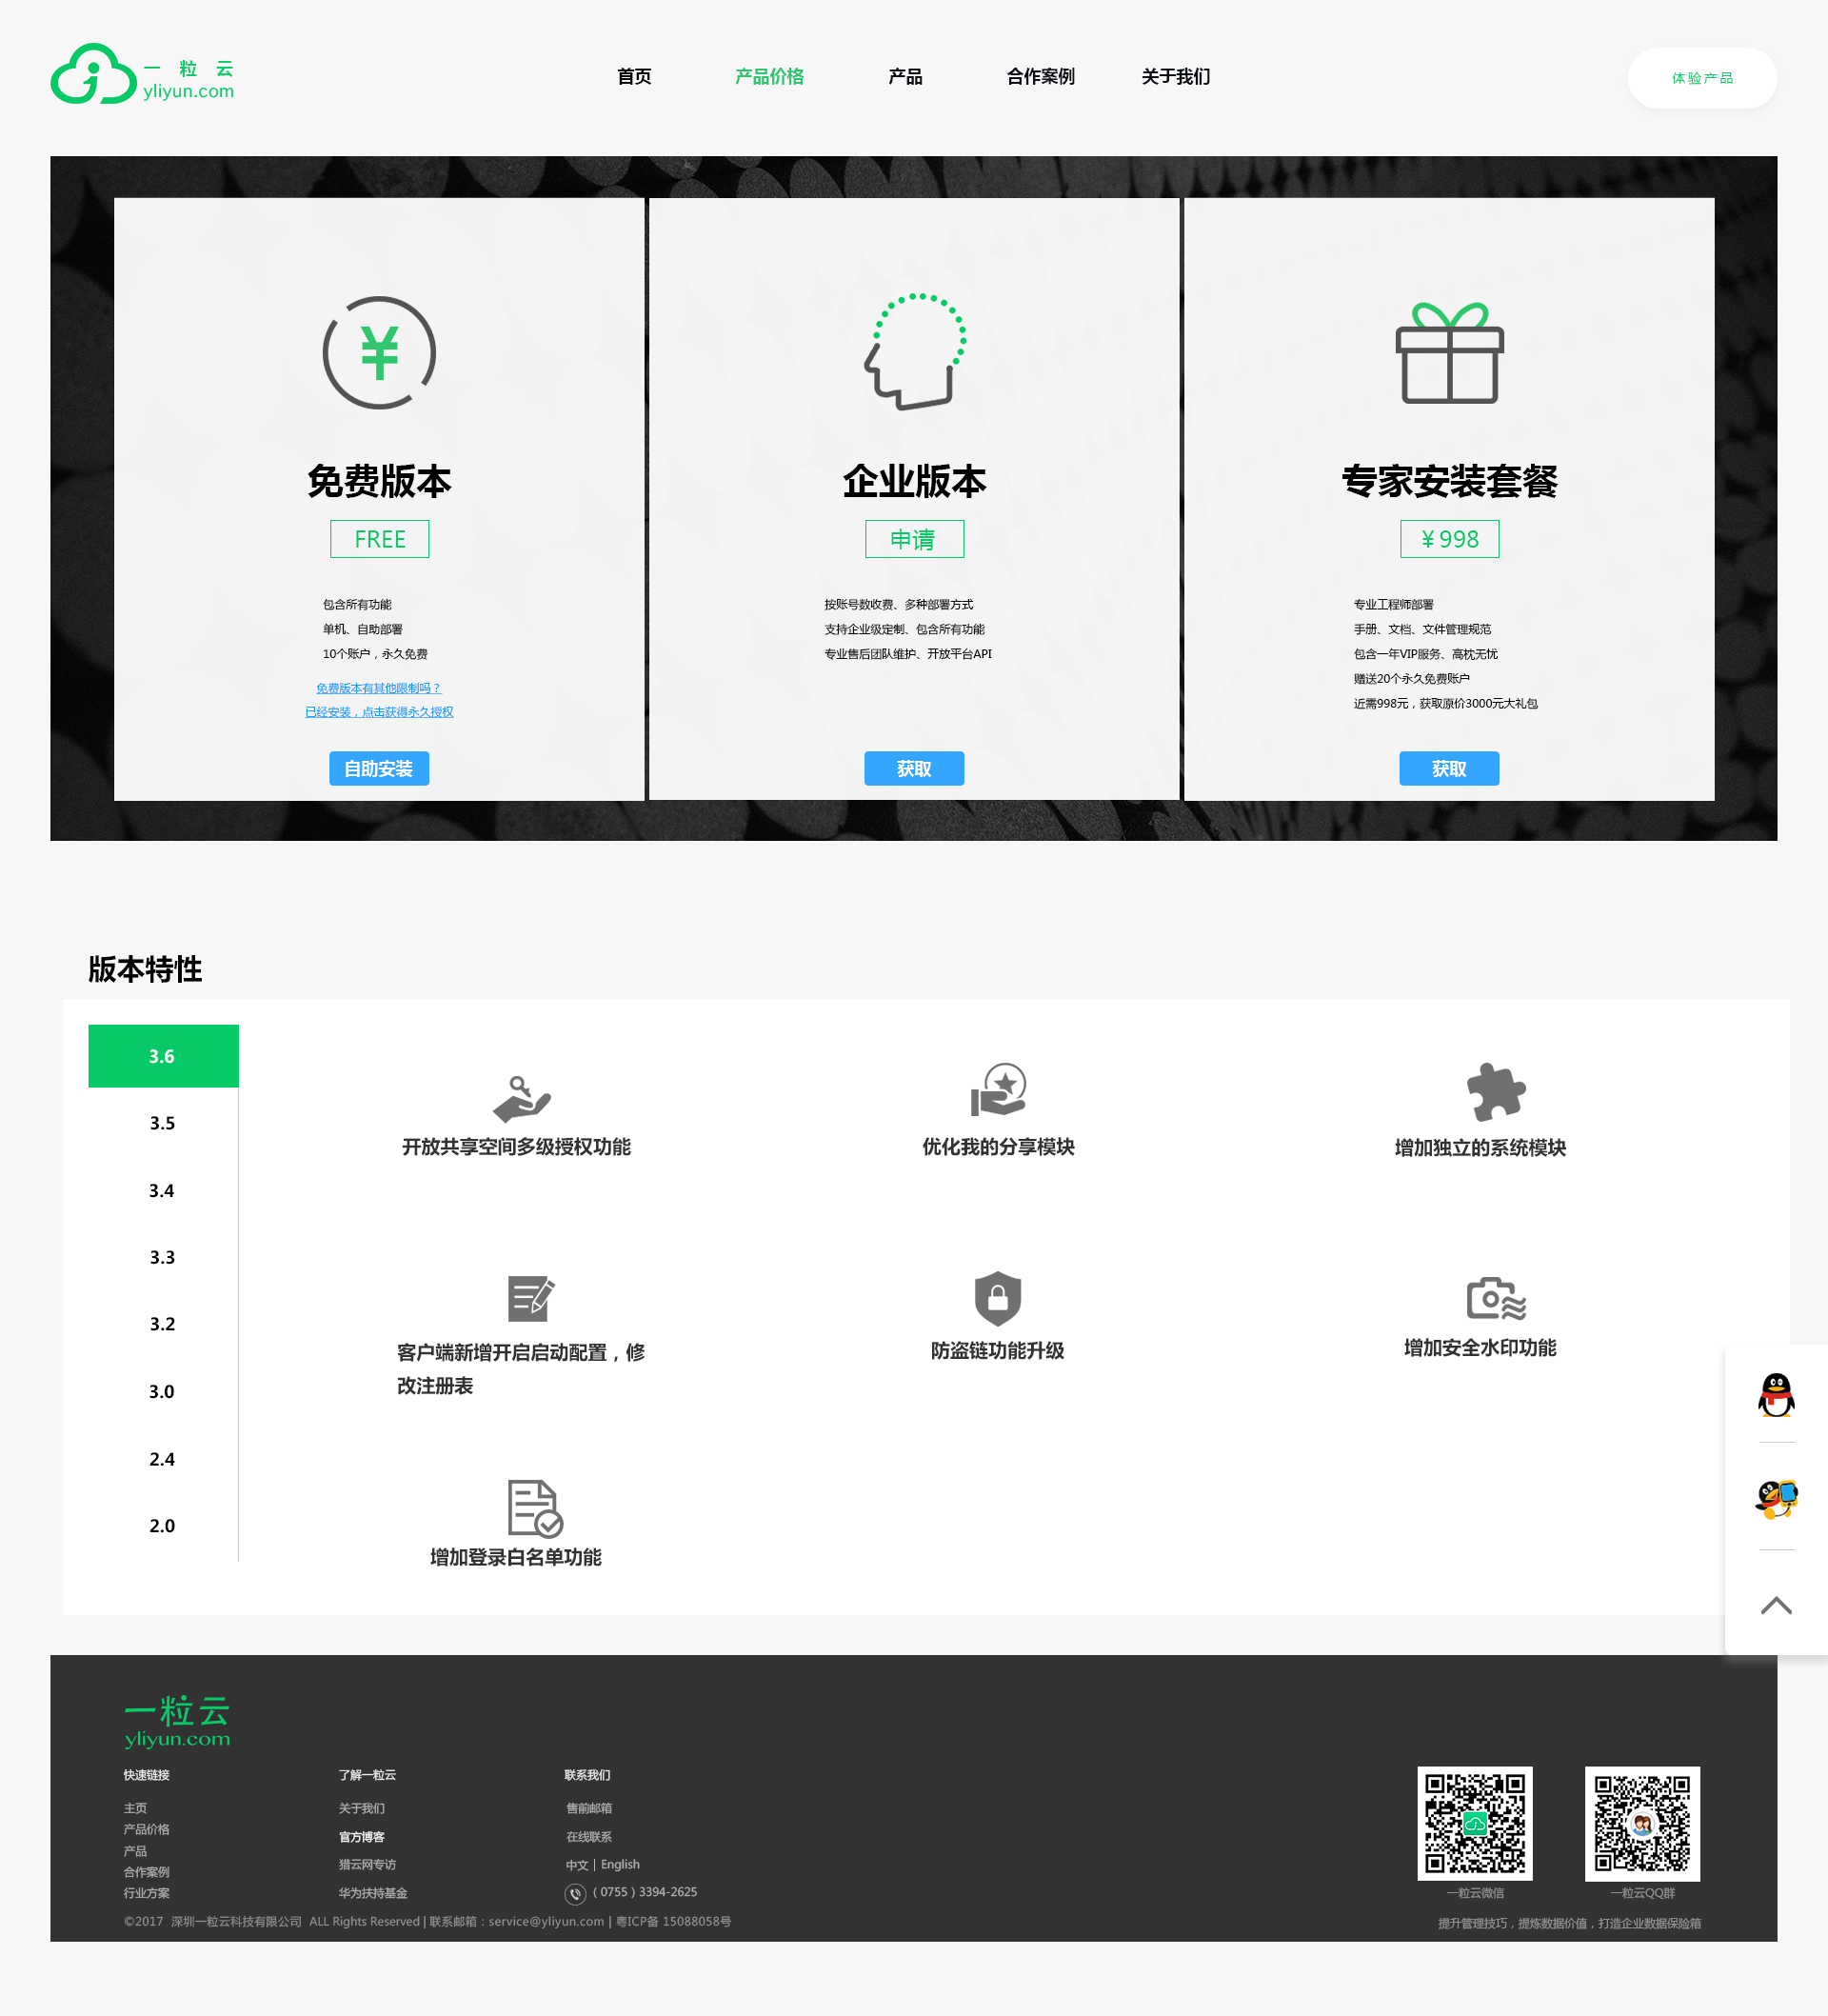 一 粒 云
yliyun.com
首页
产品价格
产品
合作案例
关于我们
体验产品
免费版本
FREE
包含所有功能
单机、自助部署
10个账户，永久免费
免费版本有其他限制吗？
已经安装，点击获得永久授权
自助安装
企业版本
申请
按账号数收费、多种部署方式
支持企业级定制、包含所有功能
专业售后团队维护、开放平台API
获取
专家安装套餐
￥998
专业工程师部署
手册、文档、文件管理规范
包含一年VIP服务、高枕无忧
赠送20个永久免费账户
近需998元，获取原价3000元大礼包
获取
版本特性
3.6
3.5
3.4
3.3
3.2
3.0
2.4
2.0
开放共享空间多级授权功能
优化我的分享模块
增加独立的系统模块
客户端新增开启启动配置，修
改注册表
防盗链功能升级
增加安全水印功能
增加登录白名单功能
一粒云
yliyun.com
快速链接
主页
产品价格
产品
合作案例
行业方案
了解一粒云
关于我们
官方博客
猎云网专访
华为扶持基金
联系我们
售前邮箱
在线联系
中文 | English
（0755）3394-2625
©2017 深圳一粒云科技有限公司 ALL Rights Reserved | 联系邮箱：service@yliyun.com | 粤ICP备 15088058号
一粒云微信
一粒云QQ群
提升管理技巧，提炼数据价值，打造企业数据保险箱